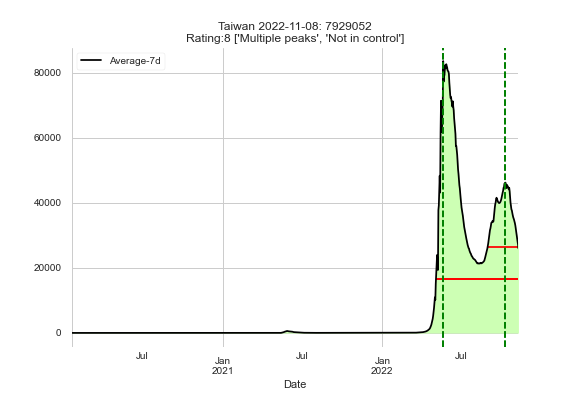 Taiwan 2022-11-08: 7929052
Rating:8 ['Multiple peaks', 'Not in control']
Average-7d
80000
60000
40000
20000
0
Jul
Jan
2021
Jul
Jan
2022
Jul
Date